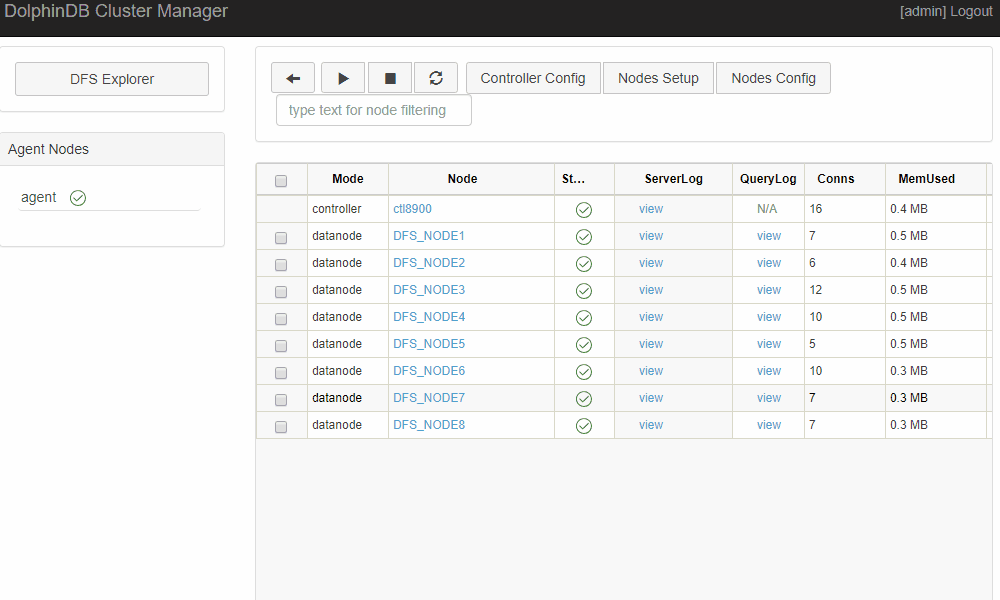 DolphinDB Cluster Manager [admin] Logout
DFS Explorer
Agent Nodes
agent
Controller Config Nodes Setup Nodes Config
type text for node filtering
Mode Node St... ServerLog QueryLog Conns MemUsed
controller ctl8900 view N/A 16 0.4 MB
datanode DFS_NODE1 view view 7 0.5 MB
datanode DFS_NODE2 view view 6 0.4 MB
datanode DFS_NODE3 view view 12 0.5 MB
datanode DFS_NODE4 view view 10 0.5 MB
datanode DFS_NODE5 view view 5 0.5 MB
datanode DFS_NODE6 view view 10 0.3 MB
datanode DFS_NODE7 view view 7 0.3 MB
datanode DFS_NODE8 view view 7 0.3 MB